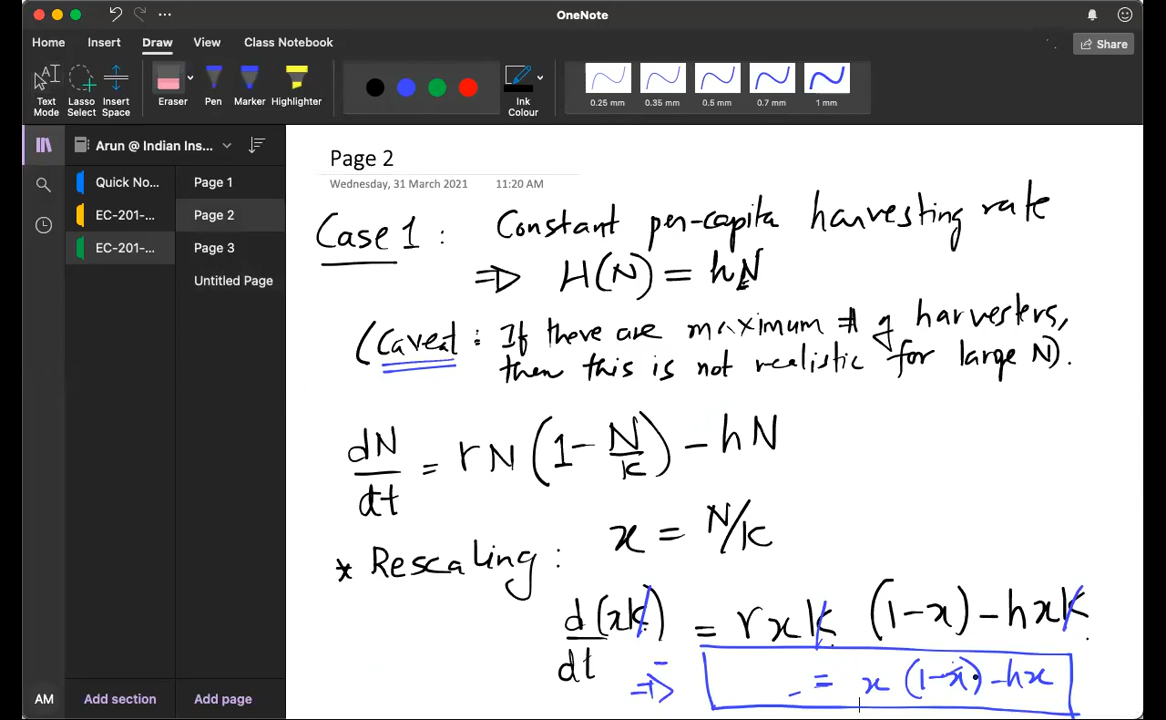 OneNote
Home Insert Draw View Class Notebook
Share
Text Mode
Lasso Select
Insert Space
Eraser
Pen
Marker
Highlighter
Ink Colour
0.25 mm 0.35 mm 0.5 mm 0.7 mm 1 mm
Arun @ Indian Ins...
Quick No...
EC-201-...
EC-201-...
Page 1
Page 2
Page 3
Untitled Page
Page 2
Wednesday, 31 March 2021 11:20 AM
Case 1 : Constant per-capita harvesting rate
=> H(N) = hN
(Caveat : If there are maximum # of harvesters,
then this is not realistic for large N).
dN/dt = rN (1 - N/K) - hN
* Rescaling : x = N/K
d/dt (xK) = rxK (1-x) - hxK
=> = x (1-x) - hx
AM Add section Add page